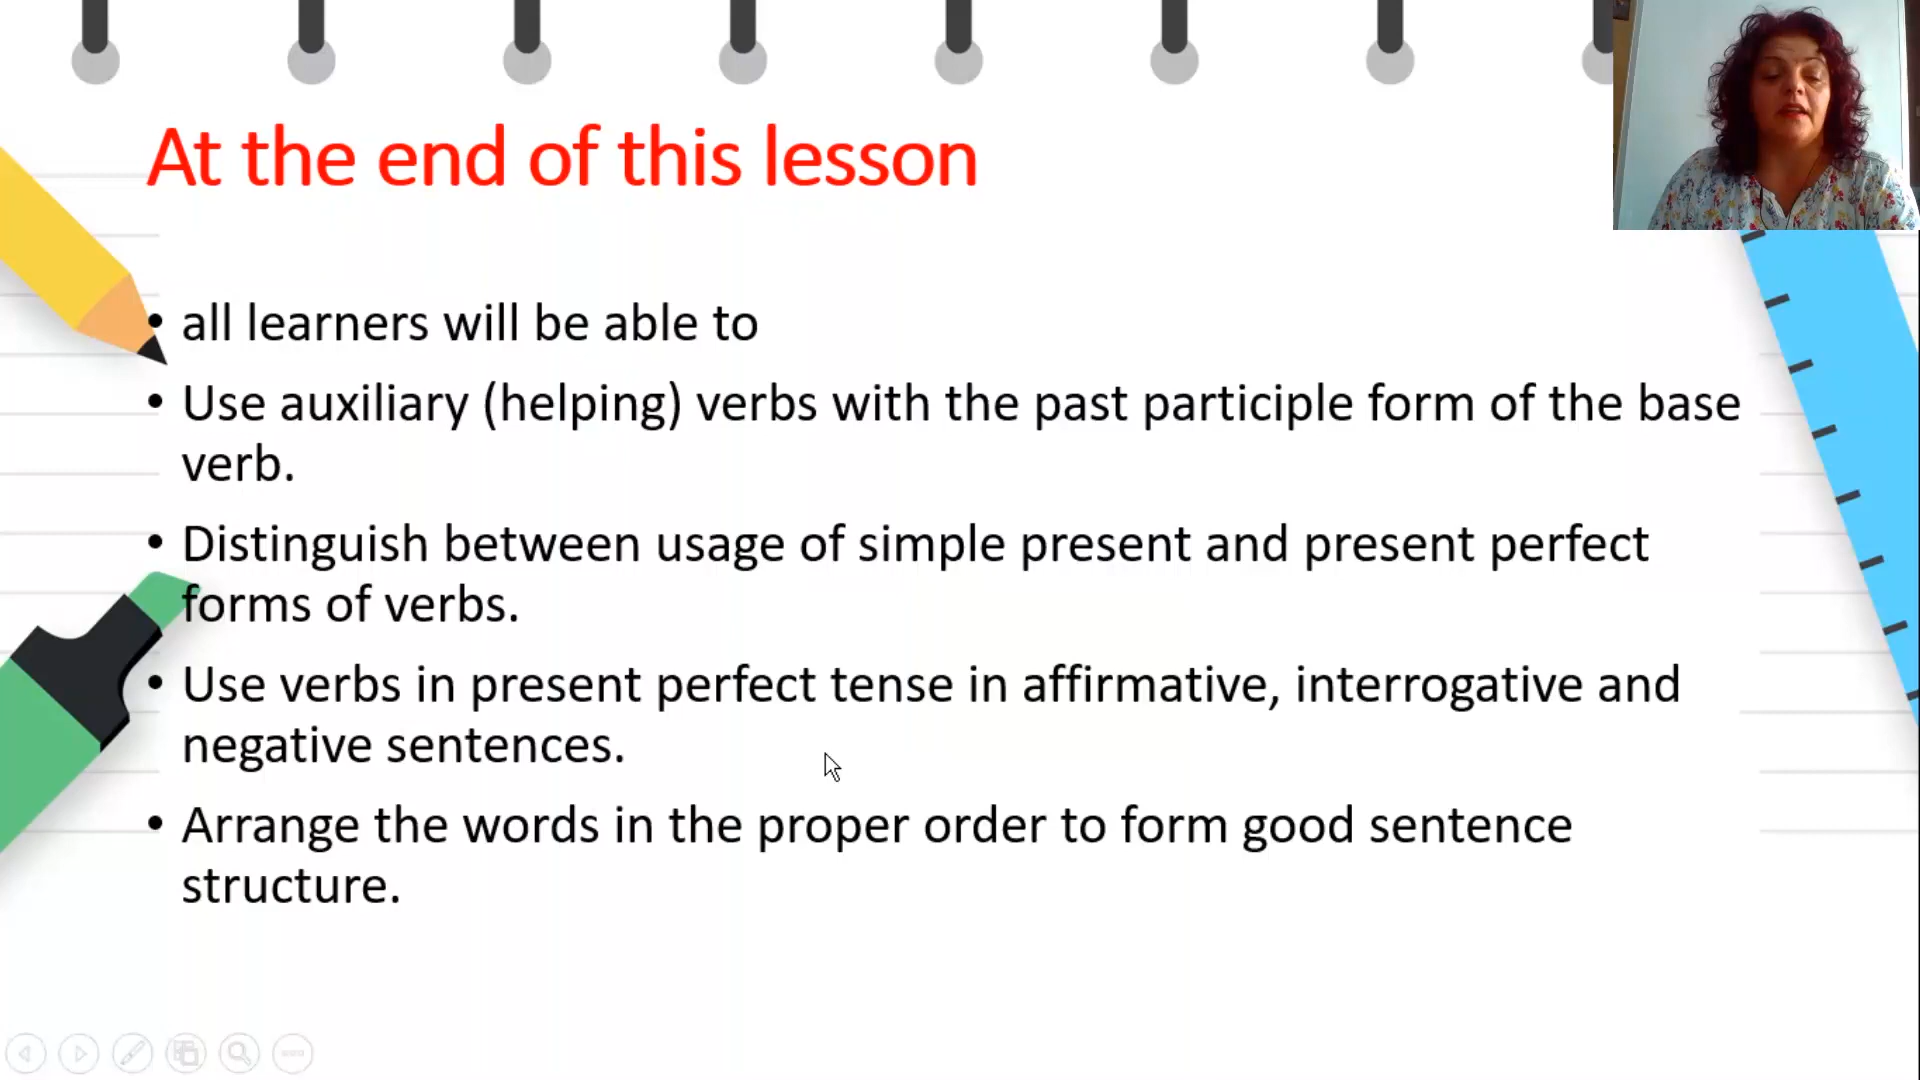 At the end of this lesson
• all learners will be able to
• Use auxiliary (helping) verbs with the past participle form of the base
verb.
• Distinguish between usage of simple present and present perfect
forms of verbs.
• Use verbs in present perfect tense in affirmative, interrogative and
negative sentences.
• Arrange the words in the proper order to form good sentence
structure.